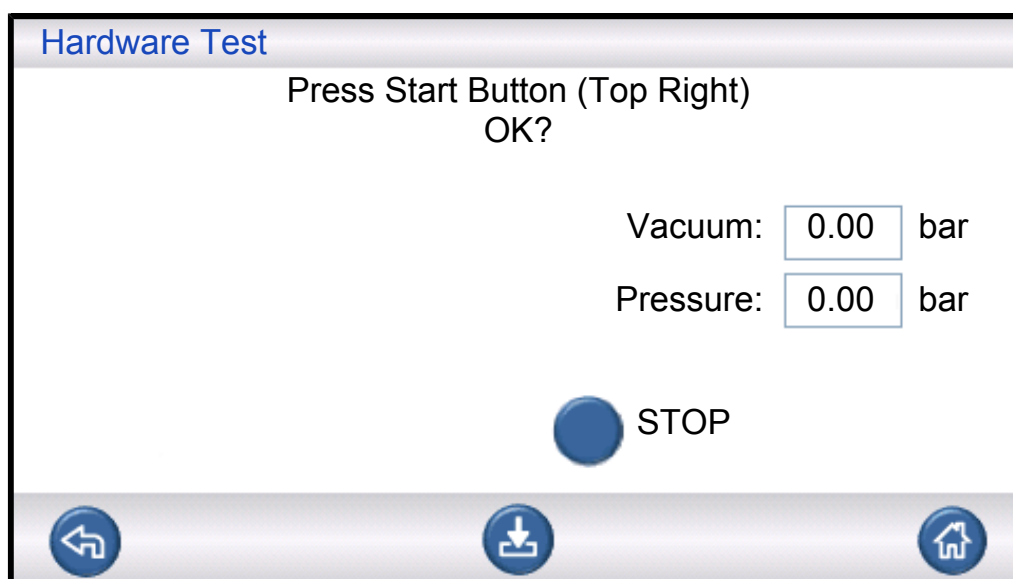 Hardware Test
Press Start Button (Top Right)
OK?
Vacuum: 0.00 bar
Pressure: 0.00 bar
STOP